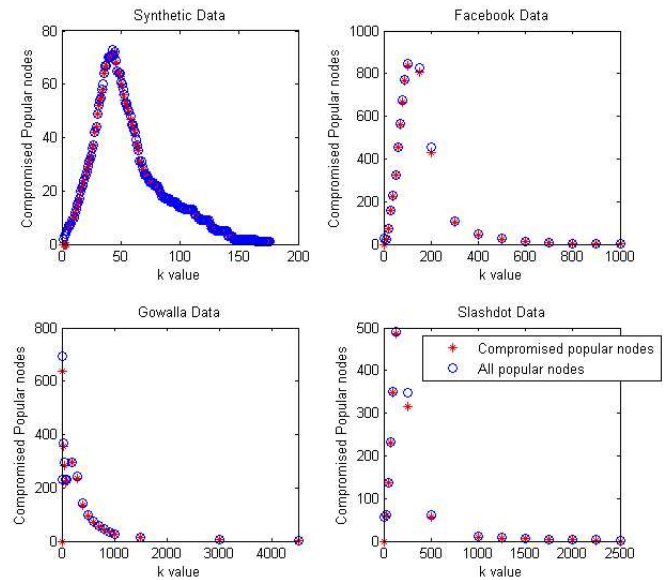 Synthetic Data
80
60
40
20
0
0 50 100 150 200
Compromised Popular nodes
k value
Facebook Data
1000
800
600
400
200
0
0 200 400 600 800 1000
Compromised Popular nodes
k value
Gowalla Data
800
600
400
200
0
0 1000 2000 3000 4000
Compromised Popular nodes
k value
Slashdot Data
500
400
300
200
100
0
0 500 1000 1500 2000 2500
Compromised Popular nodes
k value
Compromised popular nodes
All popular nodes